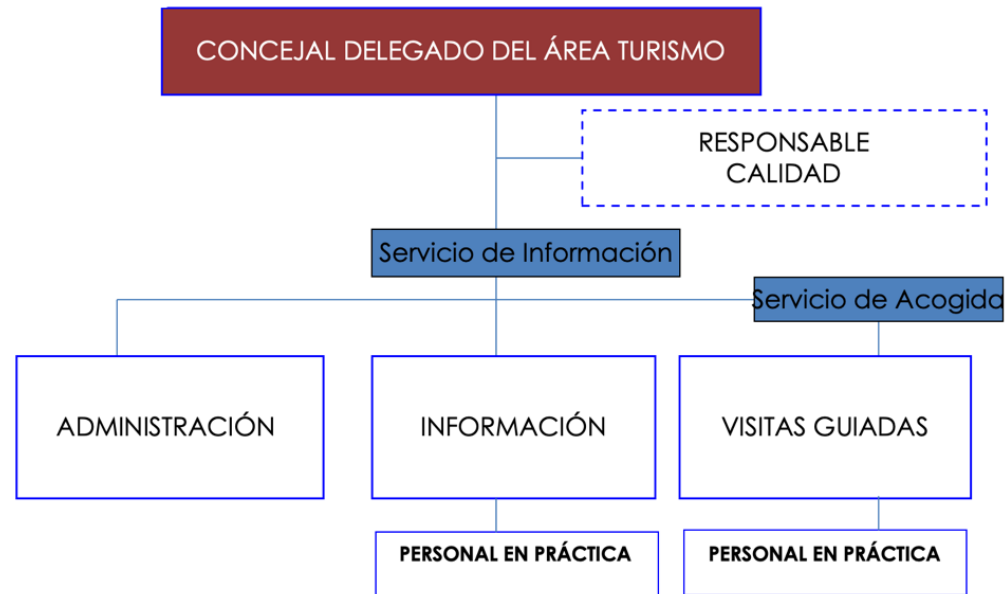 CONCEJAL DELEGADO DEL ÁREA TURISMO
RESPONSABLE
CALIDAD
Servicio de Información
Servicio de Acogida
ADMINISTRACIÓN
INFORMACIÓN
VISITAS GUIADAS
PERSONAL EN PRÁCTICA
PERSONAL EN PRÁCTICA